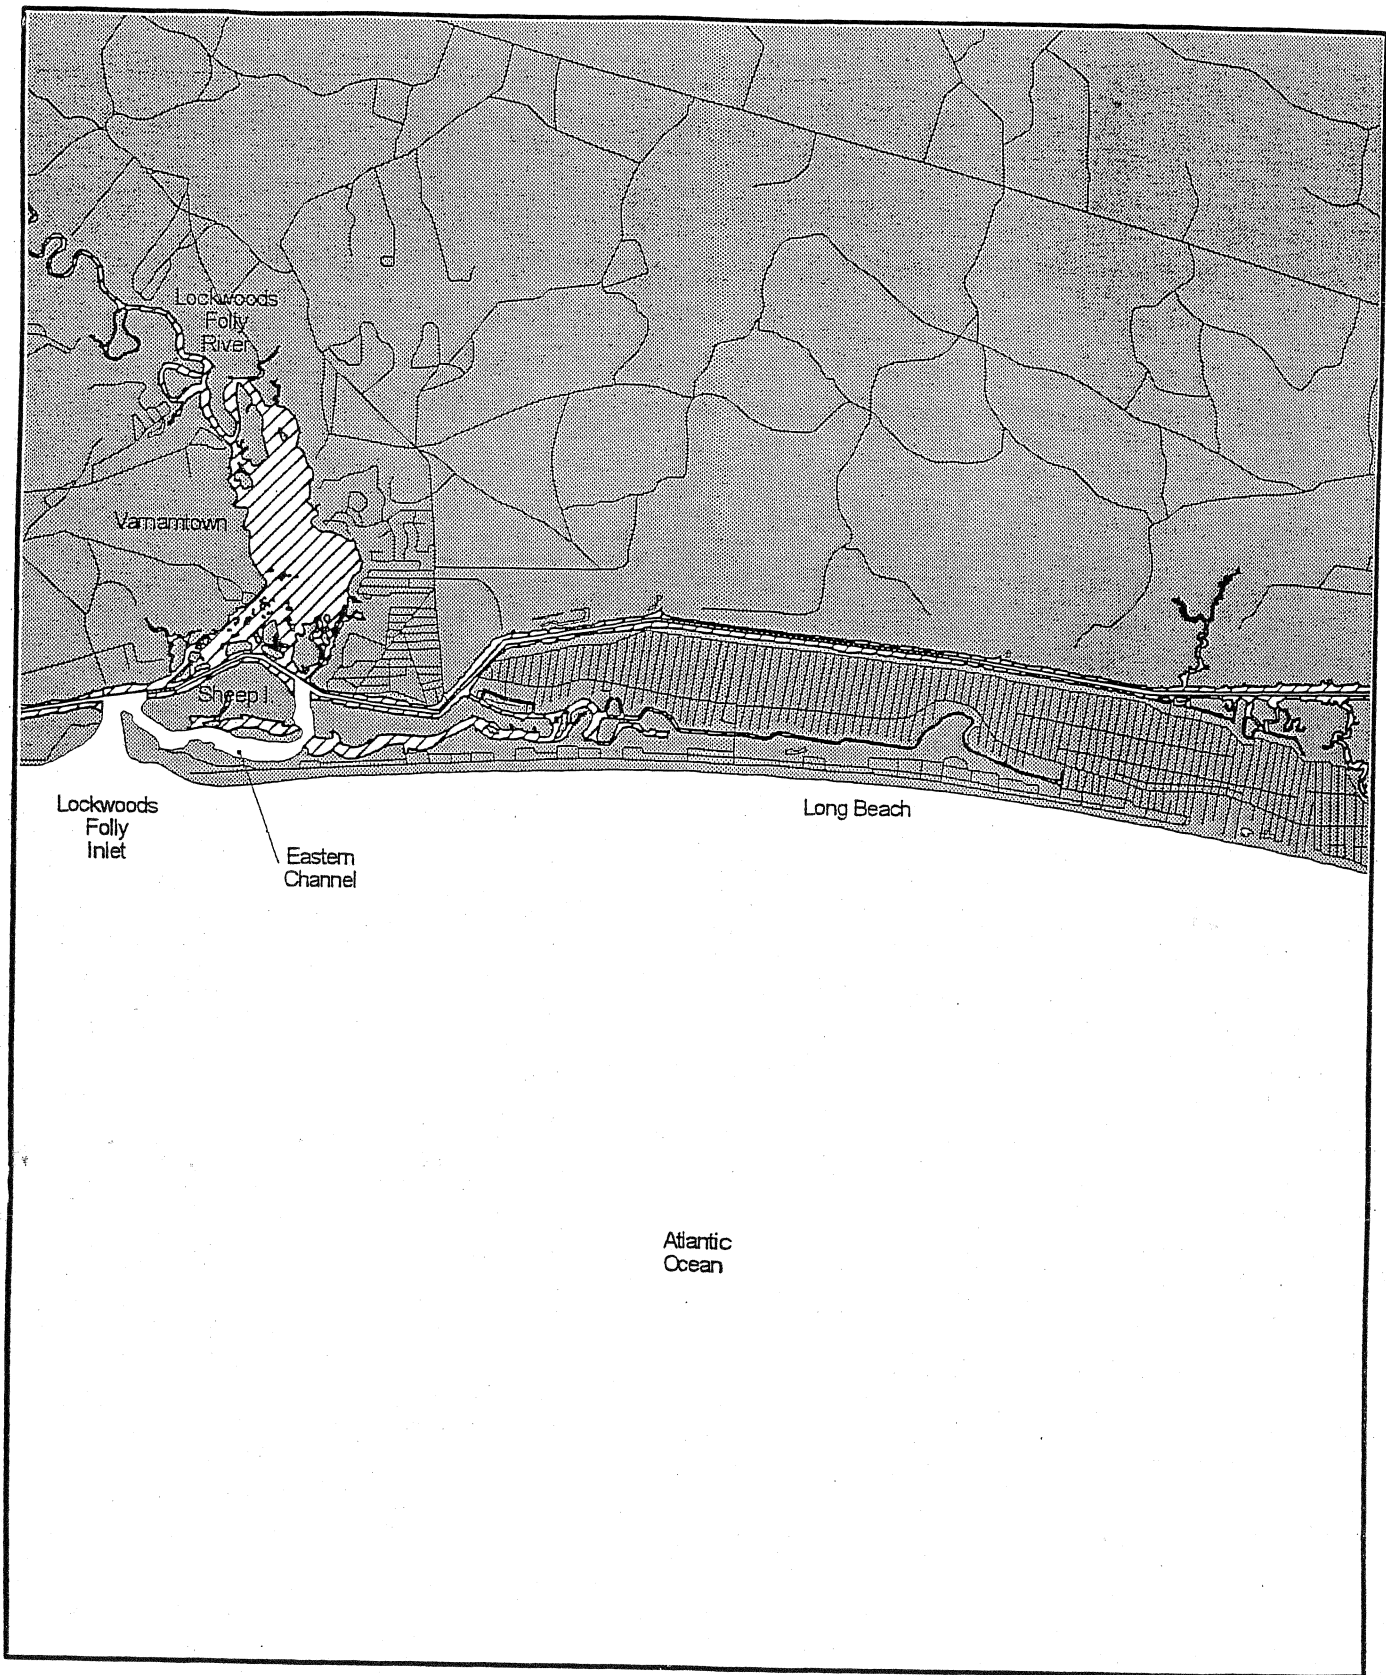 Lockwoods
Folly
River
Varnamtown
Sheep I.
Lockwoods
Folly
Inlet
Eastern
Channel
Long Beach
Atlantic
Ocean